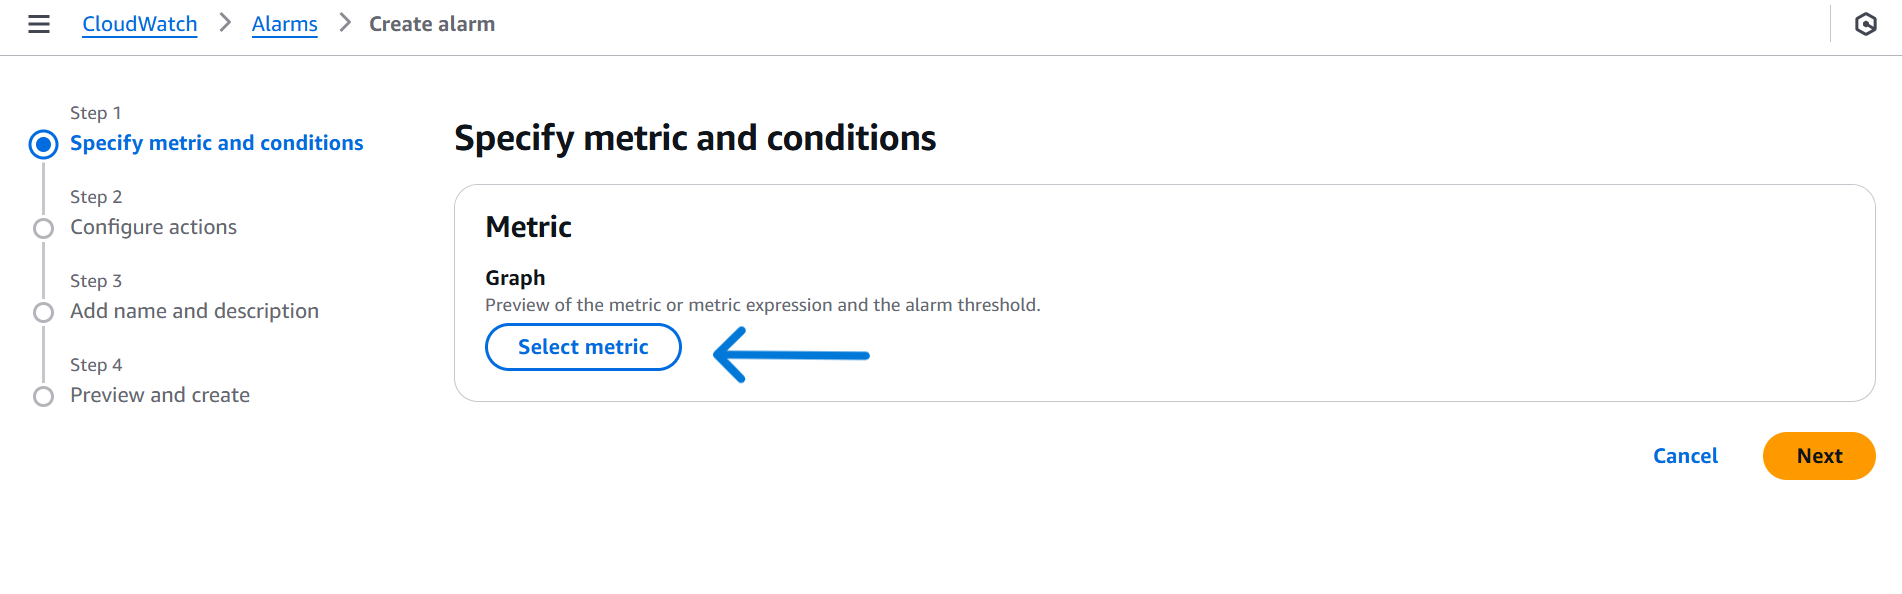 CloudWatch > Alarms > Create alarm
Step 1
Specify metric and conditions
Step 2
Configure actions
Step 3
Add name and description
Step 4
Preview and create
Specify metric and conditions
Metric
Graph
Preview of the metric or metric expression and the alarm threshold.
Select metric
Cancel Next